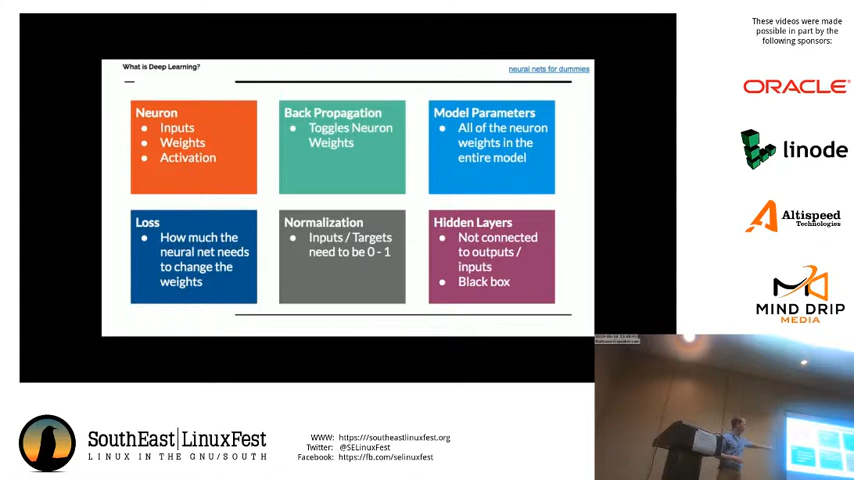 These videos were made
possible in part by the
following sponsors:
ORACLE
linode
Altispeed
Technologies
MIND DRIP
MEDIA
What is Deep Learning?
neural nets for dummies
Neuron
Inputs
Weights
Activation
Back Propagation
Toggles Neuron
Weights
Model Parameters
All of the neuron
weights in the
entire model
Loss
How much the
neural net needs
to change the
weights
Normalization
Inputs / Targets
need to be 0 - 1
Hidden Layers
Not connected
to outputs /
inputs
Black box
SouthEast LinuxFest
LINUX IN THE GNU/SOUTH
WWW: https:///southeastlinuxfest.org
Twitter: @SELinuxFest
Facebook: https://fb.com/selinuxfest